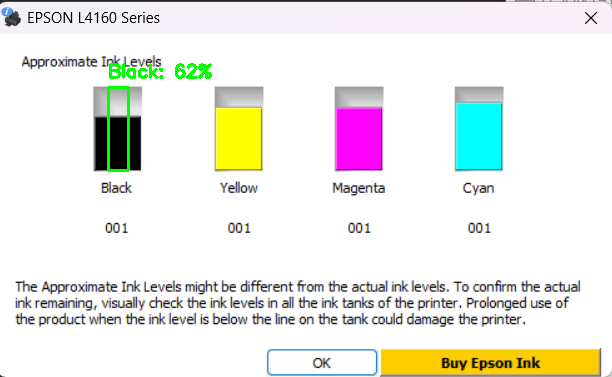 EPSON L4160 Series
Approximate Ink Levels
Black: 62%
Black Yellow Magenta Cyan
001 001 001 001
The Approximate Ink Levels might be different from the actual ink levels. To confirm the actual
ink remaining, visually check the ink levels in all the ink tanks of the printer. Prolonged use of
the product when the ink level is below the line on the tank could damage the printer.
OK Buy Epson Ink